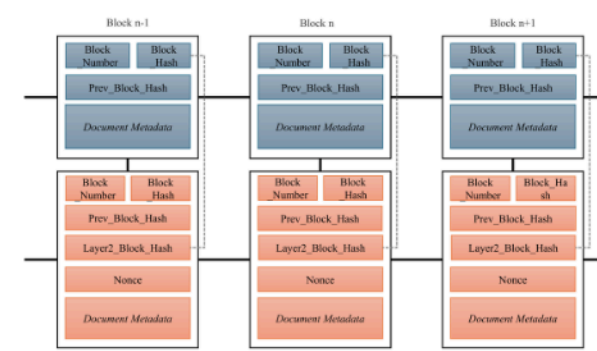 Block n-1
Block n
Block n+1
Block
_Number
Block
_Hash
Block
_Number
Block
_Hash
Block
_Number
Block
_Hash
Prev_Block_Hash
Prev_Block_Hash
Prev_Block_Hash
Document Metadata
Document Metadata
Document Metadata
Block
_Number
Block
_Hash
Block
_Number
Block
_Hash
Block
_Number
Block_Ha
sh
Prev_Block_Hash
Prev_Block_Hash
Prev_Block_Hash
Layer2_Block_Hash
Layer2_Block_Hash
Layer2_Block_Hash
Nonce
Nonce
Nonce
Document Metadata
Document Metadata
Document Metadata